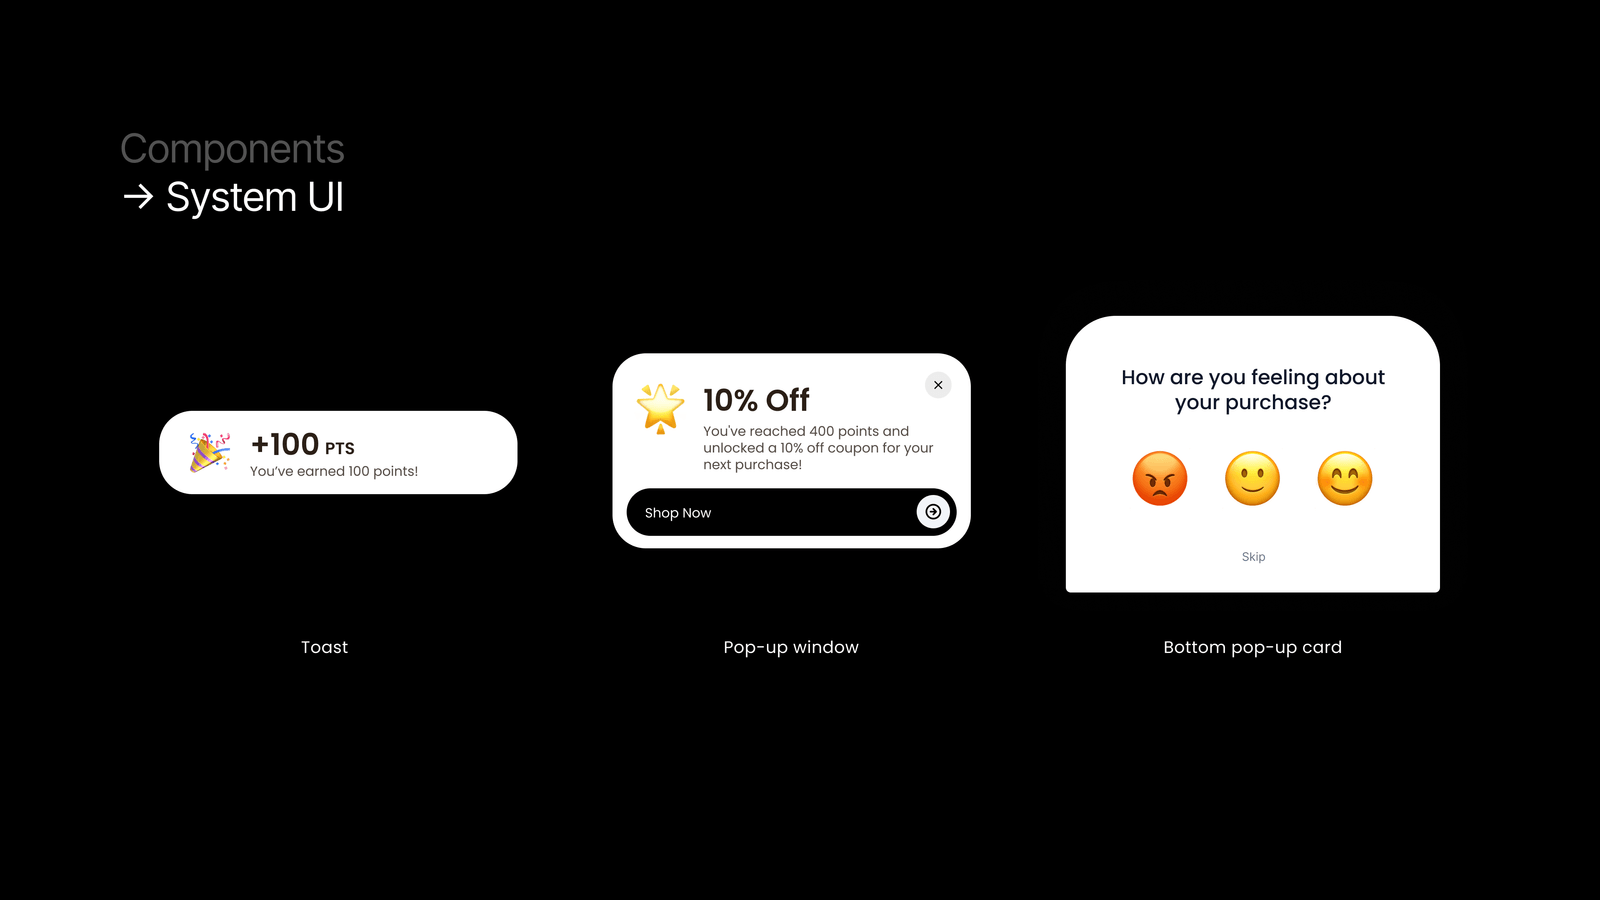 Components
→ System UI
+100 PTS
You’ve earned 100 points!
10% Off
You've reached 400 points and
unlocked a 10% off coupon for your
next purchase!
Shop Now
How are you feeling about
your purchase?
Skip
Toast
Pop-up window
Bottom pop-up card